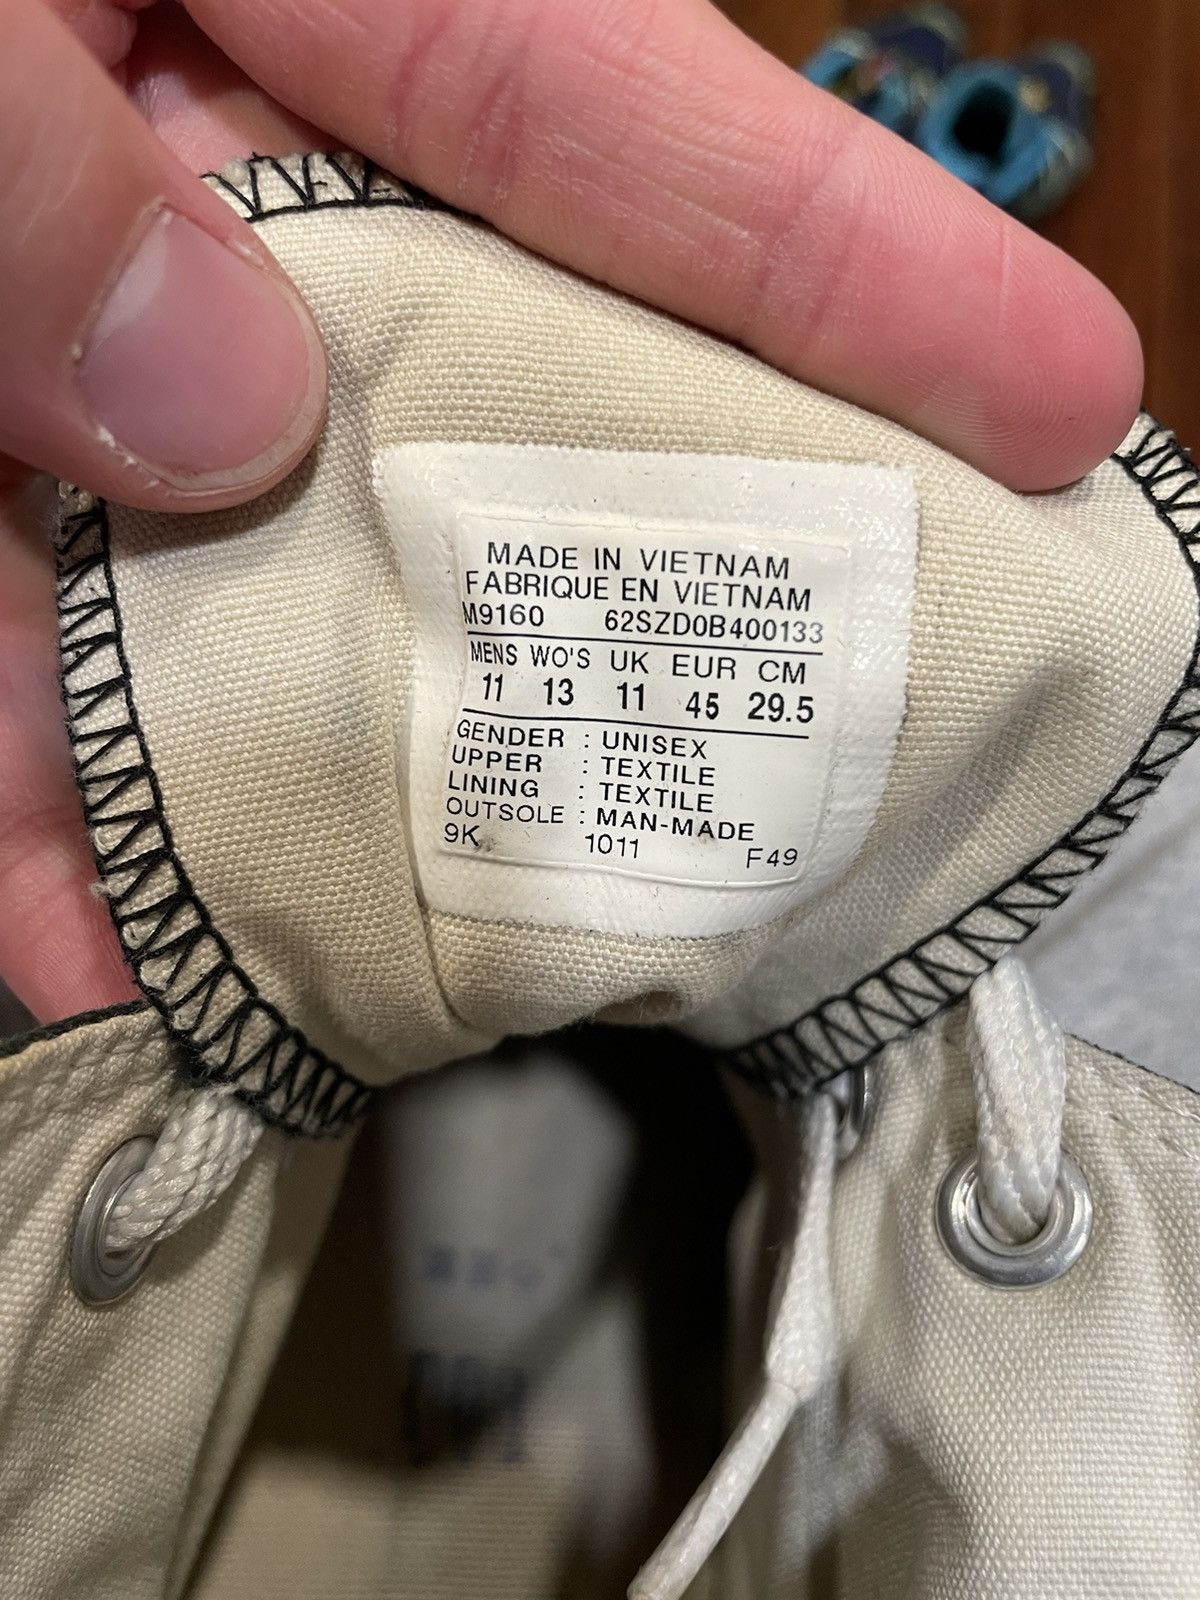 MADE IN VIETNAM
FABRIQUE EN VIETNAM
M9160 62SZD0B400133
MENS WO'S UK EUR CM
11 13 11 45 29.5
GENDER : UNISEX
UPPER : TEXTILE
LINING : TEXTILE
OUTSOLE : MAN-MADE
9K 1011 F49